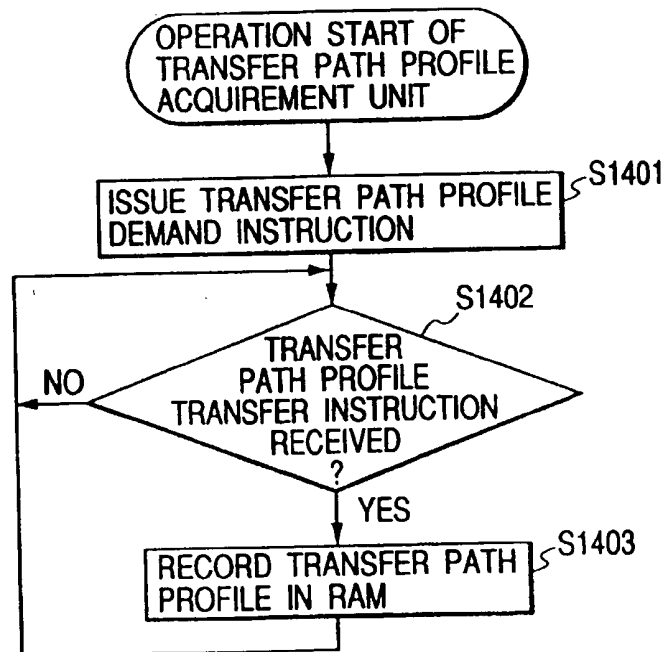 OPERATION START OF
TRANSFER PATH PROFILE
ACQUIREMENT UNIT
S1401
ISSUE TRANSFER PATH PROFILE
DEMAND INSTRUCTION
S1402
TRANSFER
PATH PROFILE
TRANSFER INSTRUCTION
RECEIVED
?
NO
YES
S1403
RECORD TRANSFER PATH
PROFILE IN RAM